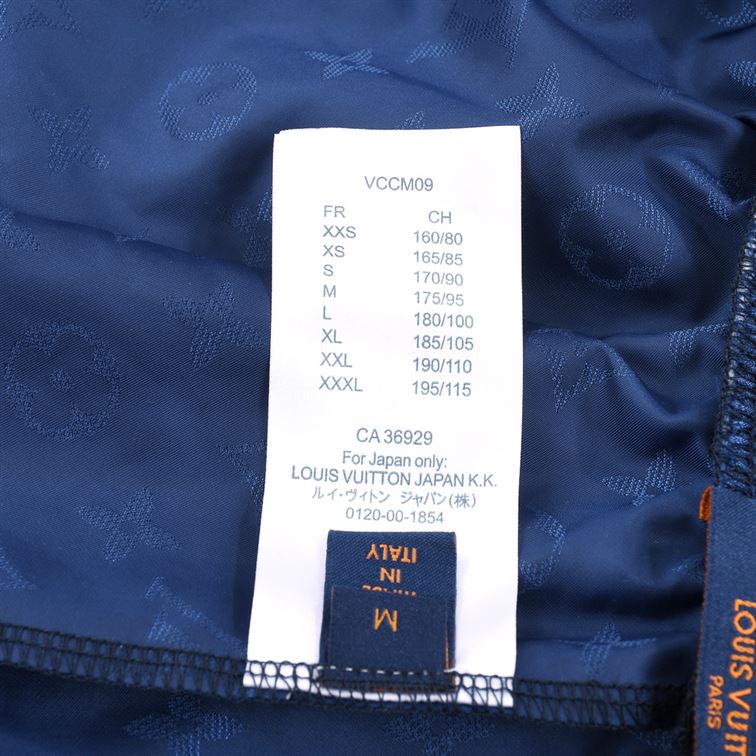 VCCM09
FR CH
XXS 160/80
XS 165/85
S 170/90
M 175/95
L 180/100
XL 185/105
XXL 190/110
XXXL 195/115
CA 36929
For Japan only:
LOUIS VUITTON JAPAN K.K.
ルイ・ヴィトン ジャパン(株)
0120-00-1854
IN
ITALY
M
LOUIS
PARIS